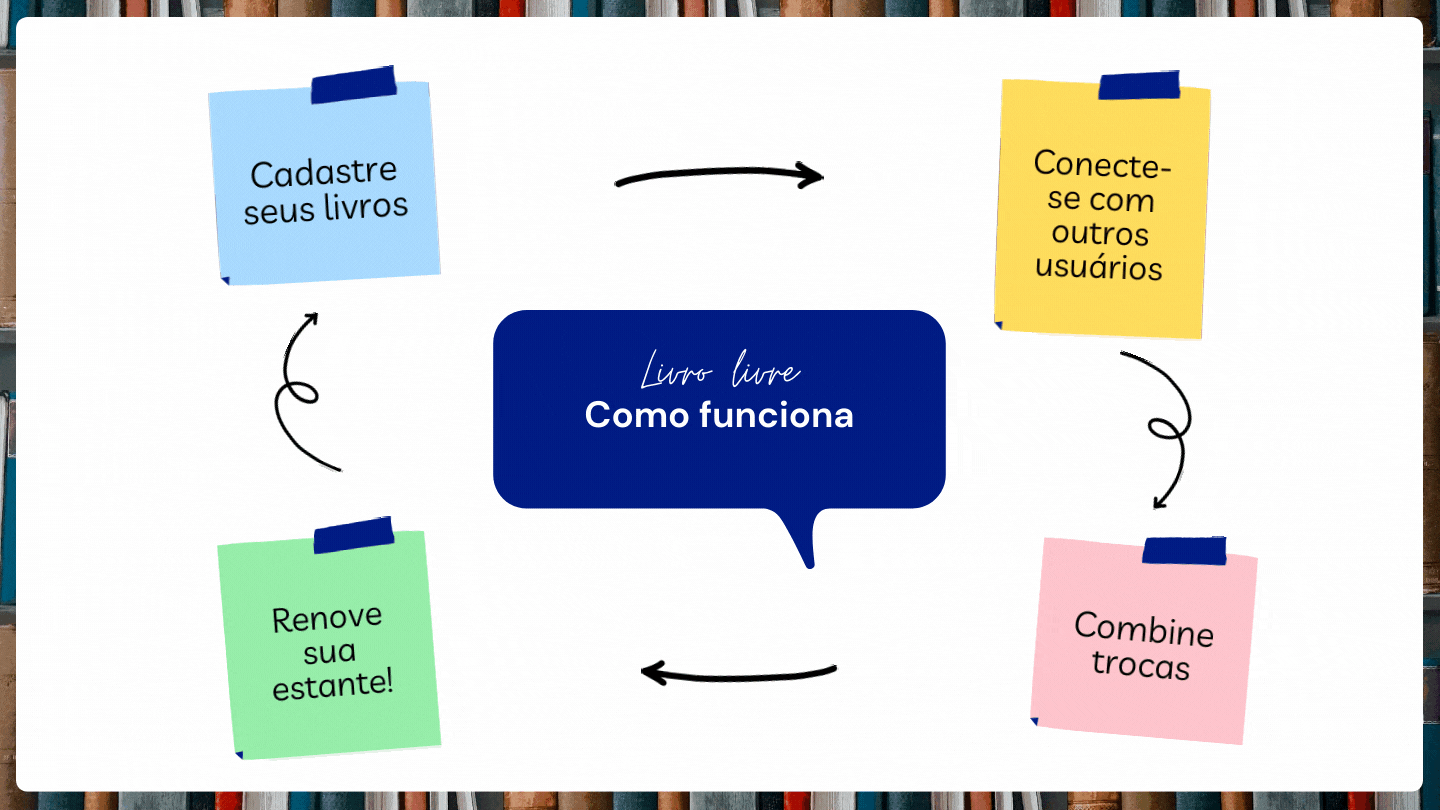 Cadastre
seus livros
Conecte-
se com
outros
usuários
Livro livre
Como funciona
Renove
sua
estante!
Combine
trocas